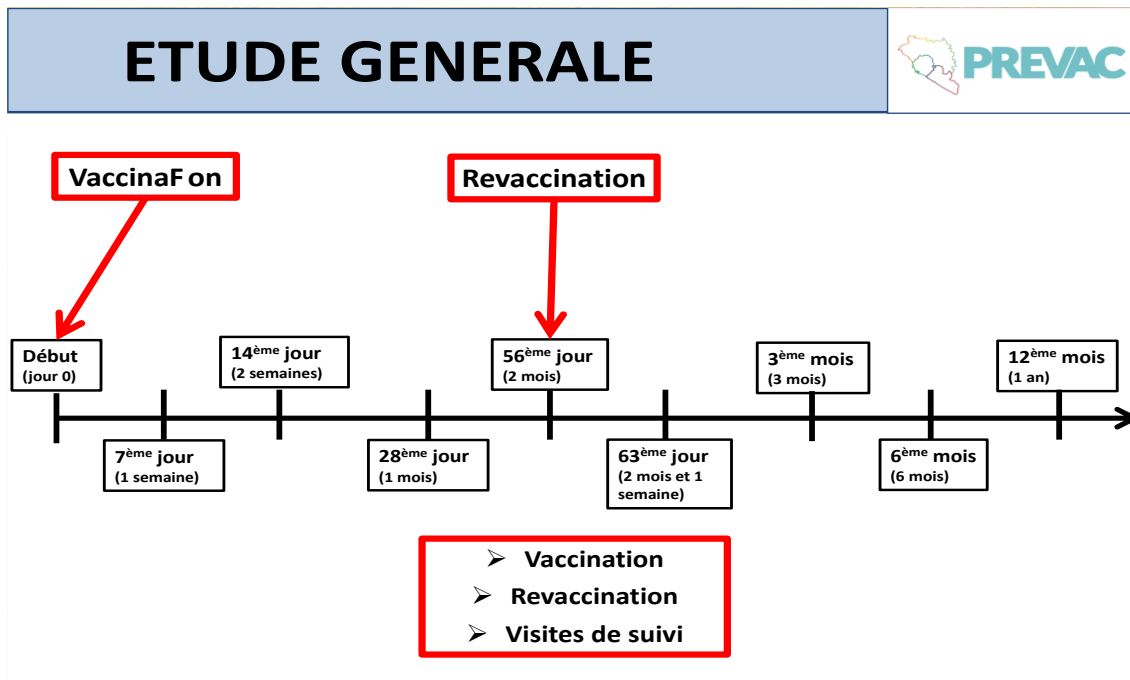 ETUDE GENERALE
PREVAC
VaccinaF on
Revaccination
Début
(jour 0)
14ème jour
(2 semaines)
56ème jour
(2 mois)
3ème mois
(3 mois)
12ème mois
(1 an)
7ème jour
(1 semaine)
28ème jour
(1 mois)
63ème jour
(2 mois et 1
semaine)
6ème mois
(6 mois)
➢ Vaccination
➢ Revaccination
➢ Visites de suivi